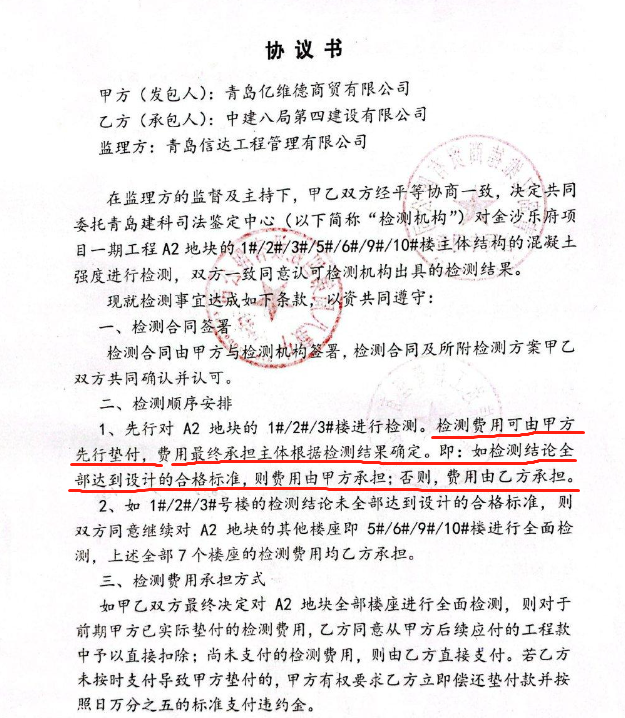 协议书
甲方（发包人）：青岛亿维德商贸有限公司
乙方（承包人）：中建八局第四建设有限公司
监理方：青岛信达工程管理有限公司
在监理方的监督及主持下，甲乙双方经平等协商一致，决定共同
委托青岛建科司法鉴定中心（以下简称“检测机构”）对金沙乐府项
目一期工程A2地块的1#/2#/3#/5#/6#/9#/10#楼主体结构的混凝土
强度进行检测，双方一致同意认可检测机构出具的检测结果。
现就检测事宜达成如下条款，以资共同遵守：
一、检测合同签署
检测合同由甲方与检测机构签署，检测合同及所附检测方案甲乙
双方共同确认并认可。
二、检测顺序安排
1、先行对 A2 地块的 1#/2#/3#楼进行检测。检测费用可由甲方
先行垫付，费用最终承担主体根据检测结果确定。即：如检测结论全
部达到设计的合格标准，则费用由甲方承担；否则，费用由乙方承担。
2、如 1#/2#/3#号楼的检测结论未全部达到设计的合格标准，则
双方同意继续对 A2 地块的其他楼座即 5#/6#/9#/10#楼进行全面检
测，上述全部 7 个楼座的检测费用均乙方承担。
三、检测费用承担方式
如甲乙双方最终决定对 A2 地块全部楼座进行全面检测，则对于
前期甲方已实际垫付的检测费用，乙方同意从甲方后续应付的工程款
中予以直接扣除；尚未支付的检测费用，则由乙方直接支付。若乙方
未按时支付导致甲方垫付的，甲方有权要求乙方立即偿还垫付款并按
照日万分之五的标准支付违约金。